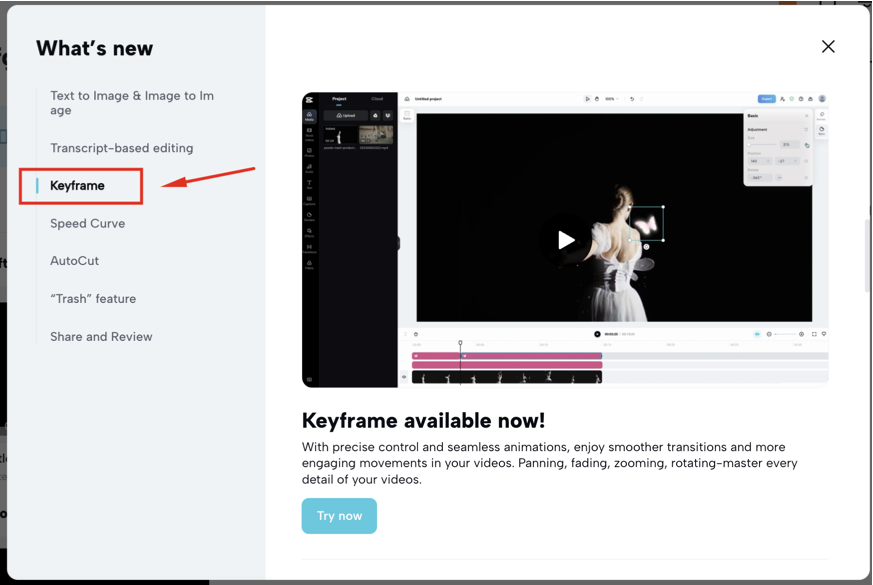 What's new
Text to Image & Image to Im
age
Transcript-based editing
Keyframe
Speed Curve
AutoCut
“Trash” feature
Share and Review
Project
Cloud
Untitled project
100%
Upload
Export
Basic
Adjustment
Keyframe available now!
With precise control and seamless animations, enjoy smoother transitions and more
engaging movements in your videos. Panning, fading, zooming, rotating-master every
detail of your videos.
Try now